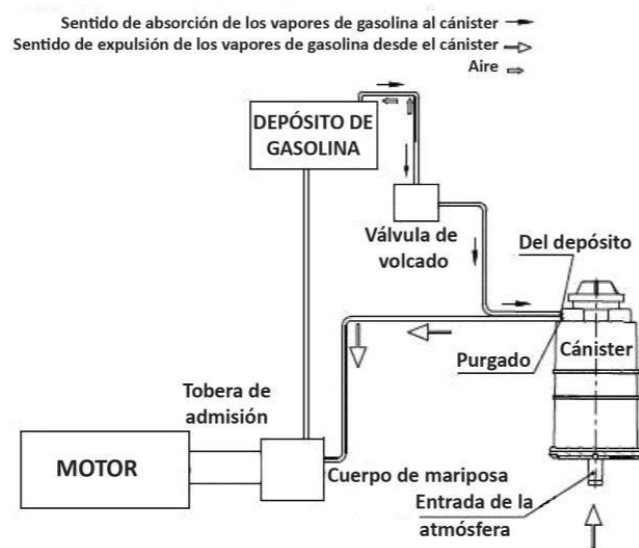 Sentido de absorción de los vapores de gasolina al cánister
Sentido de expulsión de los vapores de gasolina desde el cánister
Aire
DEPÓSITO DE
GASOLINA
Válvula de
volcado
Del depósito
Purgado
Cánister
Tobera de
admisión
MOTOR
Cuerpo de mariposa
Entrada de la
atmósfera